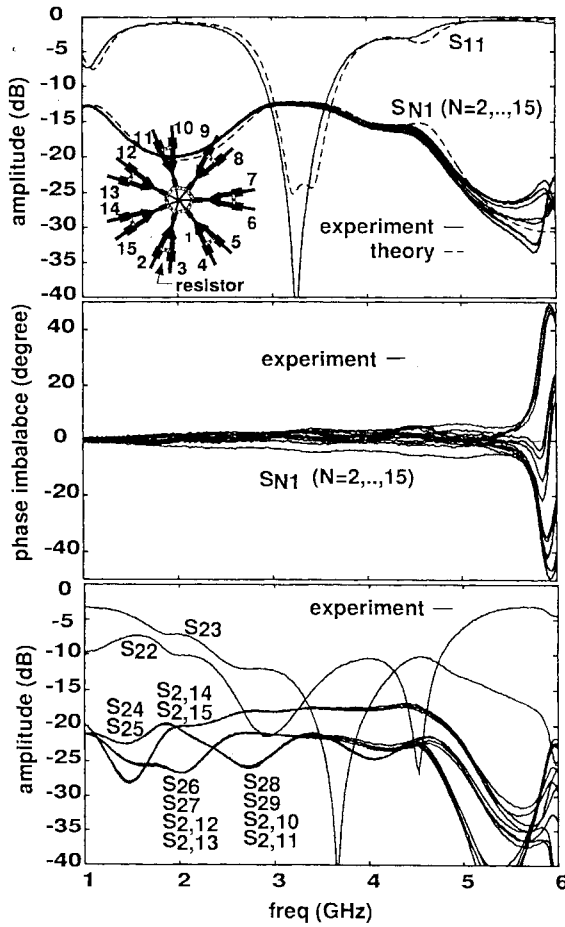 0
-5
-10
-15
-20
-25
-30
-35
-40
amplitude (dB)
S11
SN1 (N=2,..,15)
10
11
9
12
8
13
7
14
6
15
1
5
2
3
4
resistor
experiment —
theory ---
40
20
0
-20
-40
phase imbalabce (degree)
experiment —
SN1 (N=2,..,15)
0
-5
-10
-15
-20
-25
-30
-35
-40
amplitude (dB)
experiment —
S23
S22
S24
S25
S2,14
S2,15
S26
S27
S2,12
S2,13
S28
S29
S2,10
S2,11
1 2 3 4 5 6
freq (GHz)